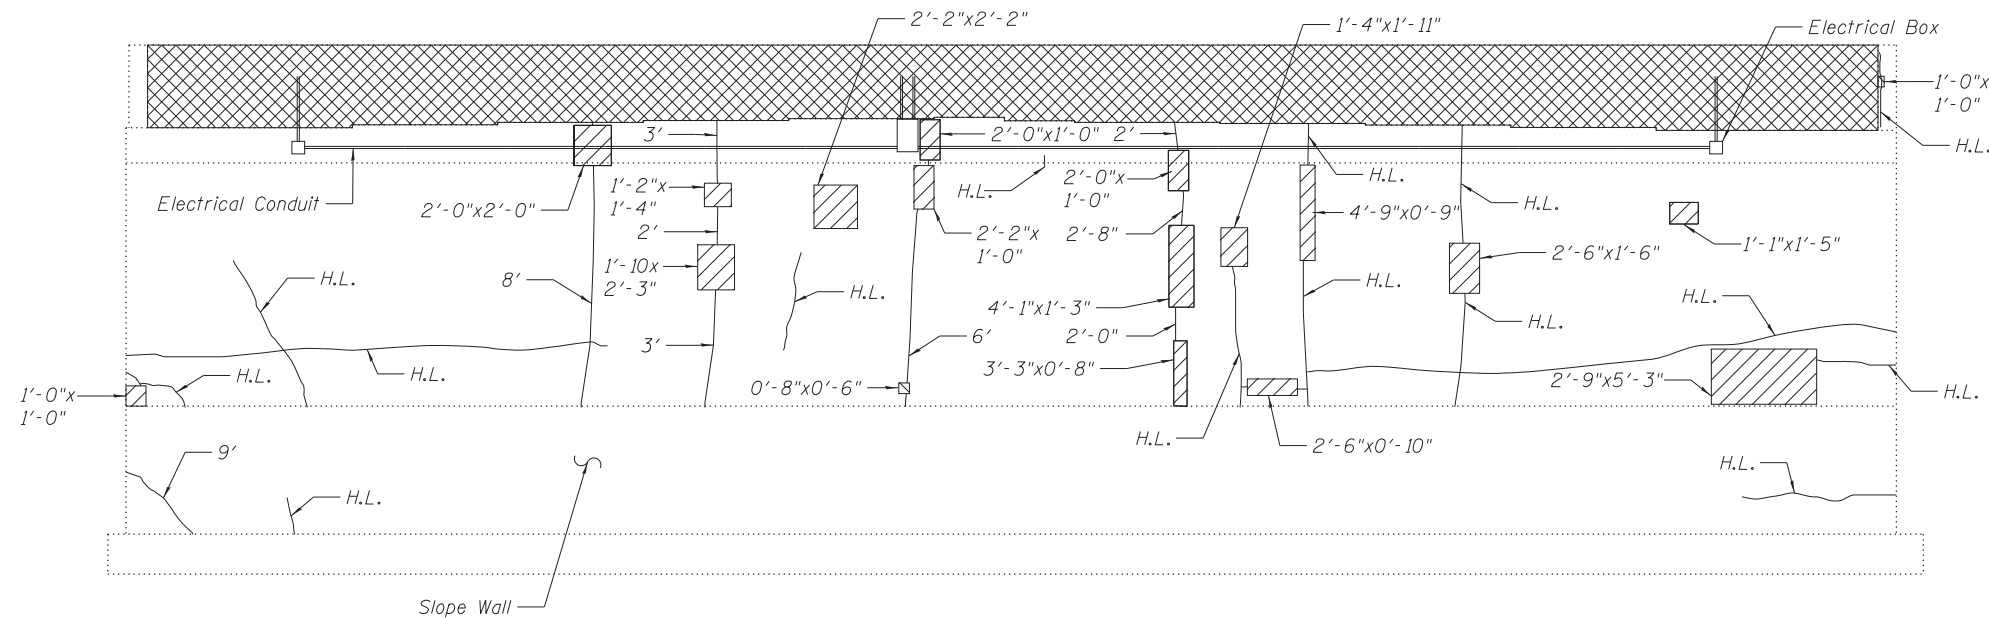 2'-2"x2'-2"
1'-4"x1'-11"
Electrical Box
1'-0"x
1'-0"
H.L.
3'
2'-0"x1'-0"
2'
H.L.
1'-2"x
1'-4"
H.L.
2'-0"x
1'-0"
Electrical Conduit
2'-0"x2'-0"
4'-9"x0'-9"
H.L.
2'
2'-2"x
1'-0"
2'-8"
1'-1"x1'-5"
2'-6"x1'-6"
1'-10x
2'-3"
H.L.
8'
H.L.
H.L.
4'-1"x1'-3"
H.L.
H.L.
2'-0"
6'
3'
H.L.
H.L.
3'-3"x0'-8"
0'-8"x0'-6"
2'-9"x5'-3"
H.L.
1'-0"x
1'-0"
H.L.
2'-6"x0'-10"
9'
H.L.
H.L.
Slope Wall